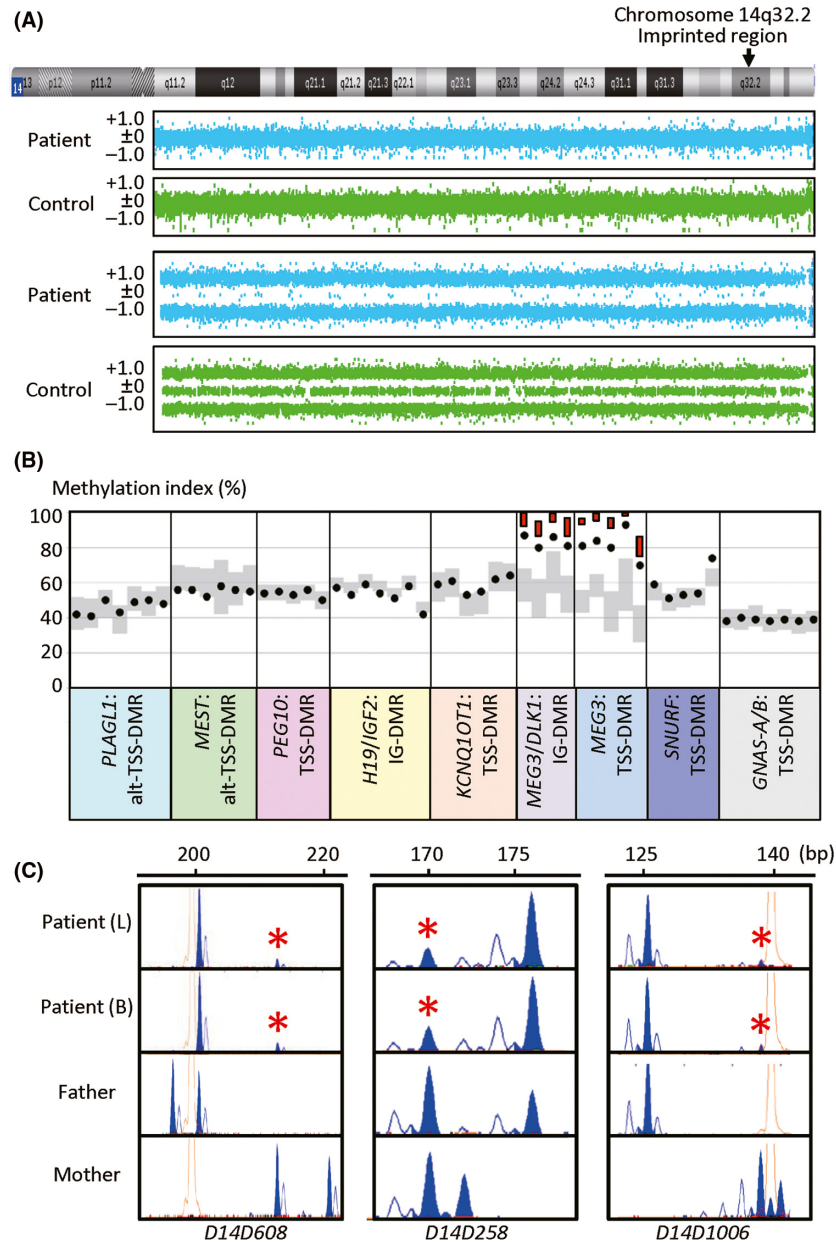 (A)
Chromosome 14q32.2
Imprinted region
14 13 p12 p11.2 q11.2 q12 q21.1 q21.2 q21.3 q22.1 q23.1 q23.3 q24.2 q24.3 q31.1 q31.3 q32.2
Patient +1.0 ±0 −1.0
Control +1.0 ±0 −1.0
Patient +1.0 ±0 −1.0
Control +1.0 ±0 −1.0
(B)
Methylation index (%)
100
80
60
40
20
0
PLAGL1:
alt-TSS-DMR
MEST:
alt-TSS-DMR
PEG10:
TSS-DMR
H19/IGF2:
IG-DMR
KCNQ1OT1:
TSS-DMR
MEG3/DLK1:
IG-DMR
MEG3:
TSS-DMR
SNURF:
TSS-DMR
GNAS-A/B:
TSS-DMR
(C)
200 220 170 175 125 140 (bp)
Patient (L) * * *
Patient (B) * * *
Father
Mother
D14D608 D14D258 D14D1006